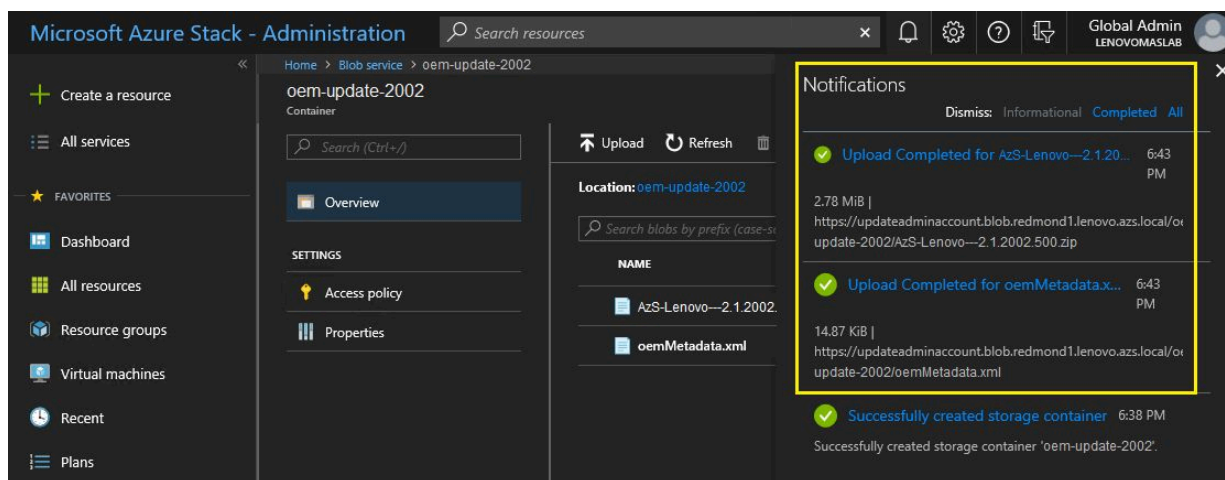 Microsoft Azure Stack - Administration
Search resources
Global Admin
LENOVOMASLAB
Create a resource
All services
FAVORITES
Dashboard
All resources
Resource groups
Virtual machines
Recent
Plans
Home > Blob service > oem-update-2002
oem-update-2002
Container
Search (Ctrl+/)
Overview
SETTINGS
Access policy
Properties
Upload Refresh
Location: oem-update-2002
Search blobs by prefix (case-se
NAME
AzS-Lenovo---2.1.2002.
oemMetadata.xml
Notifications
Dismiss: Informational Completed All
Upload Completed for AzS-Lenovo---2.1.20... 6:43
PM
2.78 MiB |
https://updateadminaccount.blob.redmond1.lenovo.azs.local/oe
update-2002/AzS-Lenovo---2.1.2002.500.zip
Upload Completed for oemMetadata.x... 6:43
PM
14.87 KiB |
https://updateadminaccount.blob.redmond1.lenovo.azs.local/oe
update-2002/oemMetadata.xml
Successfully created storage container 6:38 PM
Successfully created storage container 'oem-update-2002'.